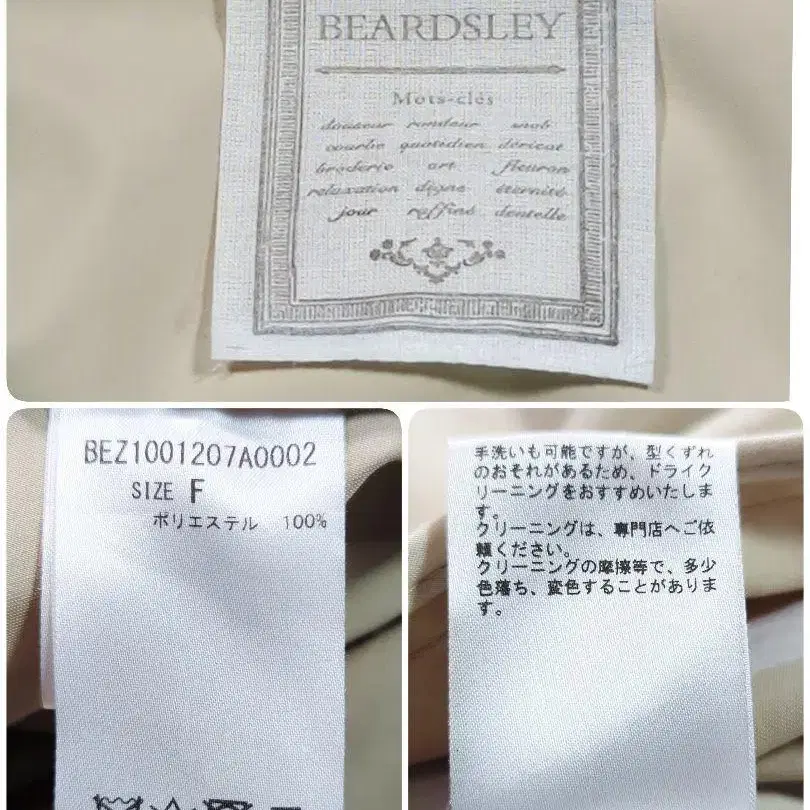 BEARDSLEY
Mots-clés
douceur rondeur mob
courbe quotidien déricat
broderie art fleuron
relaxation digne éternité
jour raffiné dentelle
BEZ1001207A0002
SIZE F
ポリエステル 100%
手洗いも可能ですが、型くずれ
のおそれがあるため、ドライク
リーニングをおすすめいたしま
す。
クリーニングは、専門店へご依
頼ください。
クリーニングの摩擦等で、多少
色落ち、変色することがありま
す。